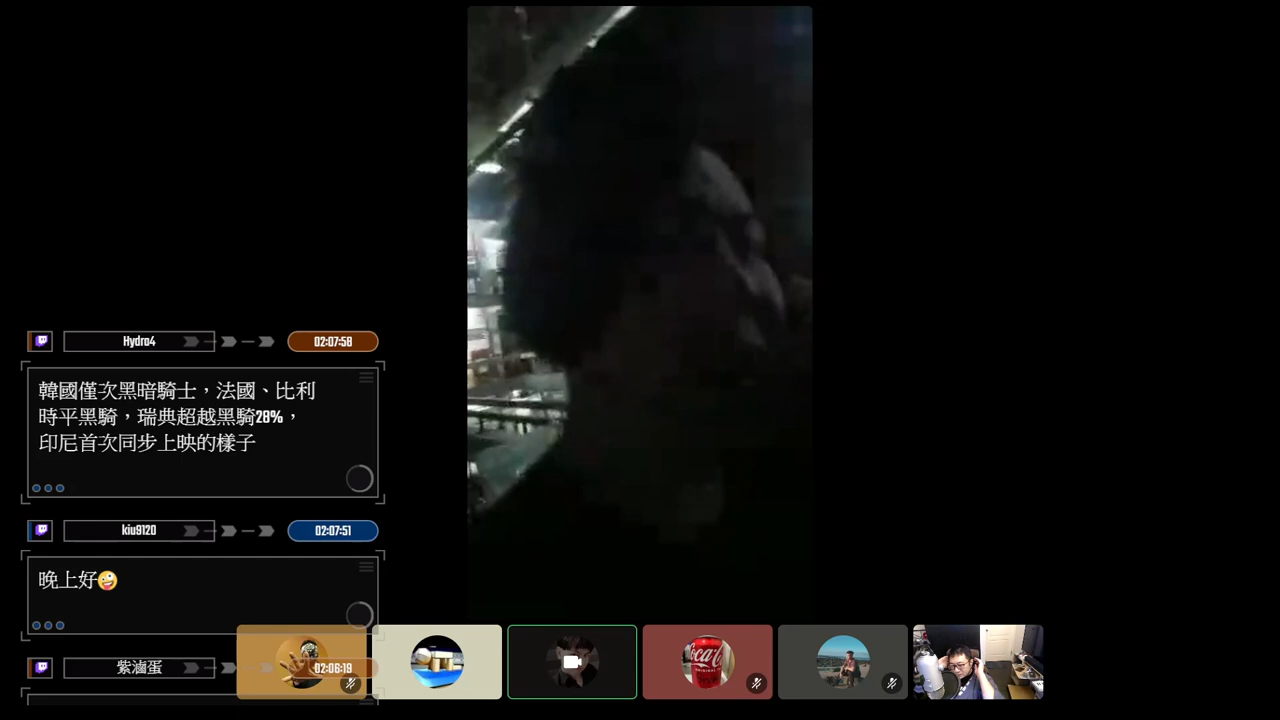 Hydro4
02:07:58
韓國僅次黑暗騎士，法國、比利
時平黑騎，瑞典超越黑騎28%，
印尼首次同步上映的樣子
kiu9120
02:07:51
晚上好🤪
紫滷蛋
02:06:19
Coca-Cola